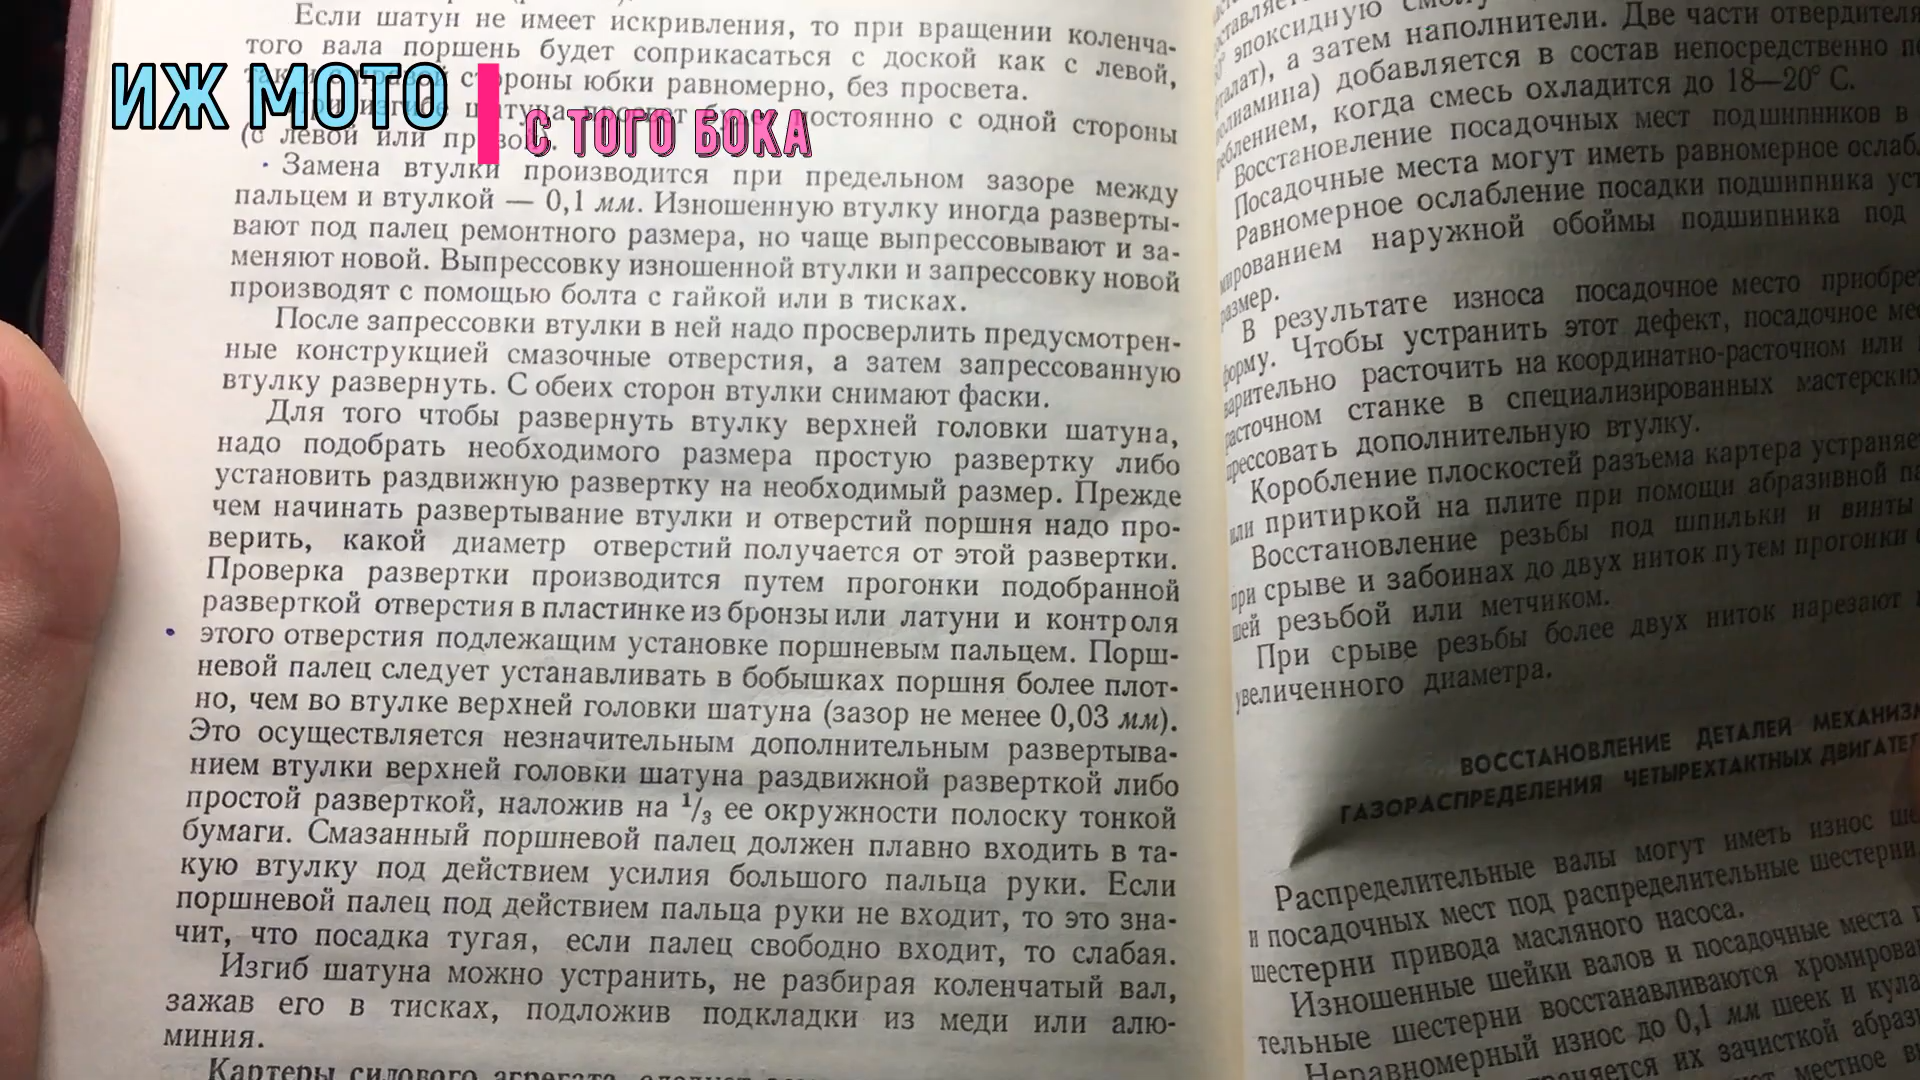 Если шатун не имеет искривления, то при вращении коленча-
того вала поршень будет соприкасаться с доской как с левой,
стороны юбки равномерно, без просвета.
постоянно с одной стороны
(с левой или
Замена втулки производится при предельном зазоре между
пальцем и втулкой — 0,1 мм. Изношенную втулку иногда разверты-
вают под палец ремонтного размера, но чаще выпрессовывают и за-
меняют новой. Выпрессовку изношенной втулки и запрессовку новой
производят с помощью болта с гайкой или в тисках.
После запрессовки втулки в ней надо просверлить предусмотрен-
ные конструкцией смазочные отверстия, а затем запрессованную
втулку развернуть. С обеих сторон втулки снимают фаски.
Для того чтобы развернуть втулку верхней головки шатуна,
надо подобрать необходимого размера простую развертку либо
установить раздвижную развертку на необходимый размер. Прежде
чем начинать развертывание втулки и отверстий поршня надо про-
верить, какой диаметр отверстий получается от этой развертки.
Проверка развертки производится путем прогонки подобранной
разверткой отверстия в пластинке из бронзы или латуни и контроля
этого отверстия подлежащим установке поршневым пальцем. Порш-
невой палец следует устанавливать в бобышках поршня более плот-
но, чем во втулке верхней головки шатуна (зазор не менее 0,03 мм).
Это осуществляется незначительным дополнительным развертыва-
нием втулки верхней головки шатуна раздвижной разверткой либо
простой разверткой, наложив на 1/3 ее окружности полоску тонкой
бумаги. Смазанный поршневой палец должен плавно входить в та-
кую втулку под действием усилия большого пальца руки. Если
поршневой палец под действием пальца руки не входит, то это зна-
чит, что посадка тугая, если палец свободно входит, то слабая.
Изгиб шатуна можно устранить, не разбирая коленчатый вал,
зажав его в тисках, подложив подкладки из меди или алю-
миния.
Картеры силового агрегата
ИЖ МОТО
С ТОГО БОКА
эпоксидную
а затем наполнители. Две части отвердителя
добавляется в состав непосредственно
когда смесь охладится до 18—20° С.
Восстановление посадочных мест подшипников в
Посадочные места могут иметь равномерное
Равномерное ослабление посадки подшипника
наружной обоймы подшипника под
размер.
В результате износа посадочное место
форму. Чтобы устранить этот дефект, посадочное
расточить на координатно-расточном или
станке в специализированных
дополнительную втулку.
Коробление плоскостей разъема картера
или притиркой на плите при помощи абразивной
Восстановление резьбы под шпильки и винты
при срыве и забоинах до двух ниток путем прогонки
резьбой или метчиком.
При срыве резьбы более двух ниток нарезают
увеличенного диаметра.
ВОССТАНОВЛЕНИЕ ДЕТАЛЕЙ
ГАЗОРАСПРЕДЕЛЕНИЯ ЧЕТЫРЕХТАКТНЫХ
Распределительные валы могут иметь износ
и посадочных мест под распределительные шестерни
шестерни привода масляного насоса.
Изношенные шейки валов и посадочные места
тельные шестерни восстанавливаются
Неравномерный износ до 0,1 мм шеек и
их зачисткой
местное